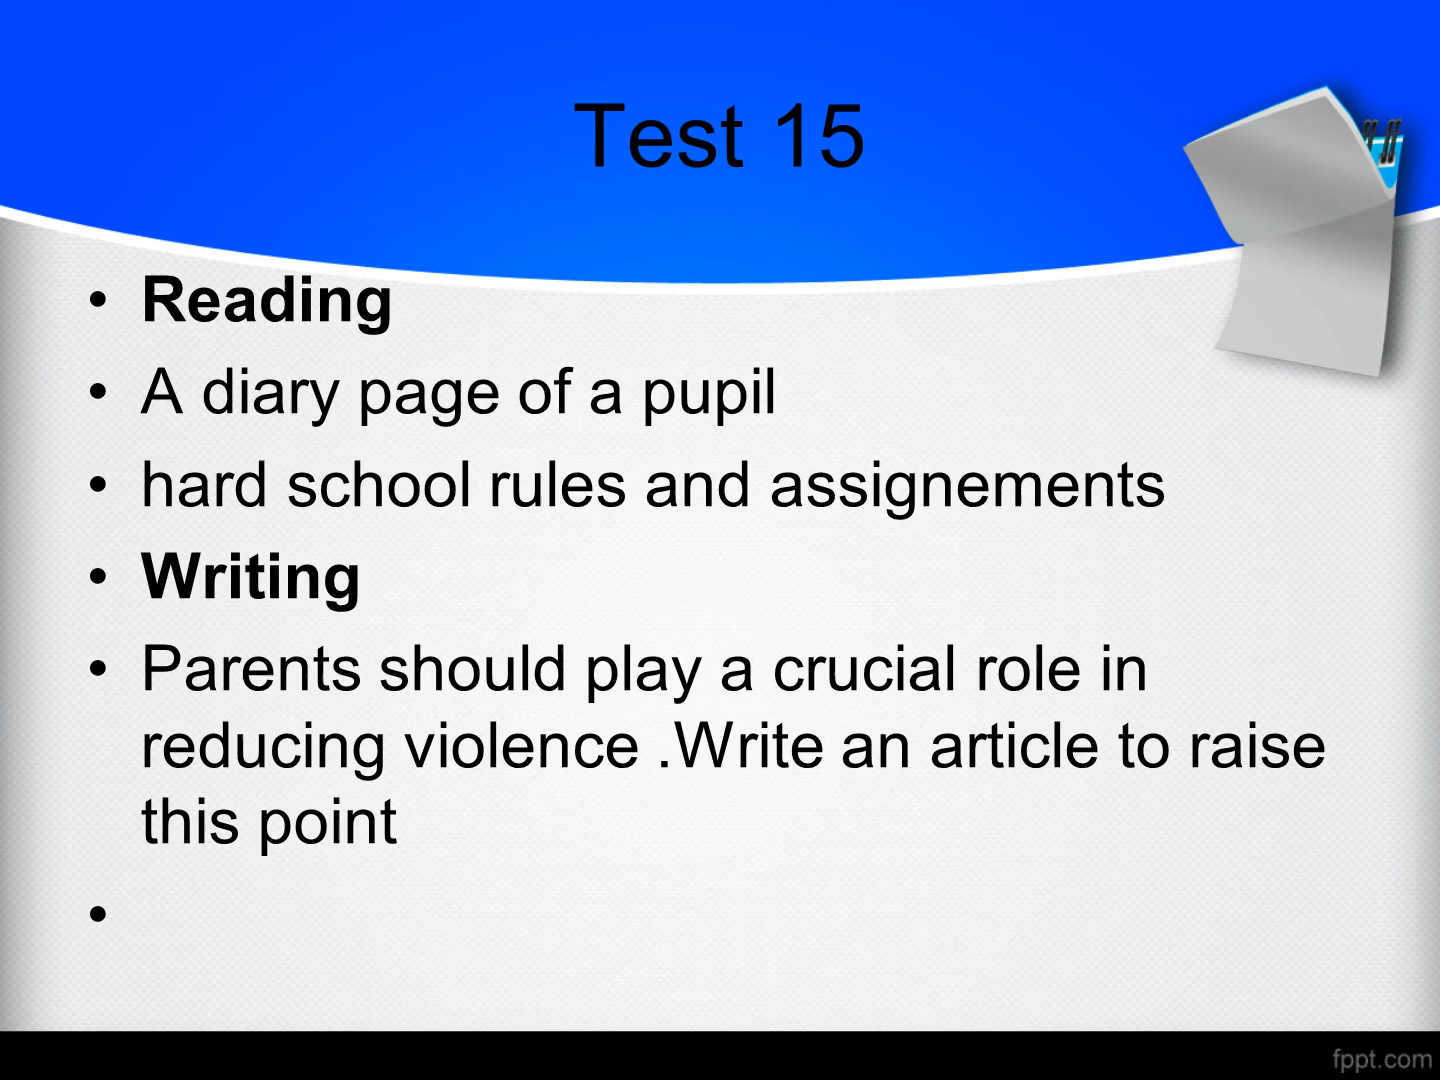 Test 15
• Reading
• A diary page of a pupil
• hard school rules and assignements
• Writing
• Parents should play a crucial role in
reducing violence .Write an article to raise
this point
•
fppt.com